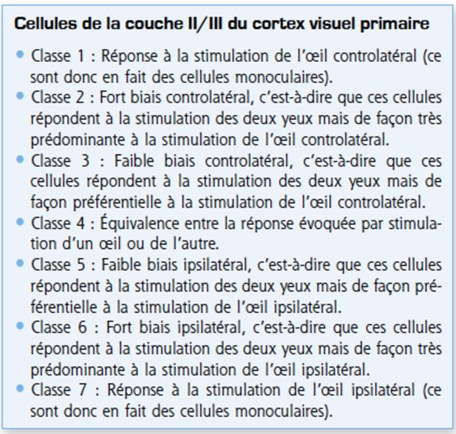 Cellules de la couche II/III du cortex visuel primaire
• Classe 1 : Réponse à la stimulation de l'œil controlatéral (ce
sont donc en fait des cellules monoculaires).
• Classe 2 : Fort biais controlatéral, c'est-à-dire que ces cellules
répondent à la stimulation des deux yeux mais de façon très
prédominante à la stimulation de l'œil controlatéral.
• Classe 3 : Faible biais controlatéral, c'est-à-dire que ces
cellules répondent à la stimulation des deux yeux mais de
façon préférentielle à la stimulation de l'œil controlatéral.
• Classe 4 : Équivalence entre la réponse évoquée par stimula-
tion d'un œil ou de l'autre.
• Classe 5 : Faible biais ipsilatéral, c'est-à-dire que ces cellules
répondent à la stimulation des deux yeux mais de façon pré-
férentielle à la stimulation de l'œil ipsilatéral.
• Classe 6 : Fort biais ipsilatéral, c'est-à-dire que ces cellules
répondent à la stimulation des deux yeux mais de façon très
prédominante à la stimulation de l'œil ipsilatéral.
• Classe 7 : Réponse à la stimulation de l'œil ipsilatéral (ce
sont donc en fait des cellules monoculaires).